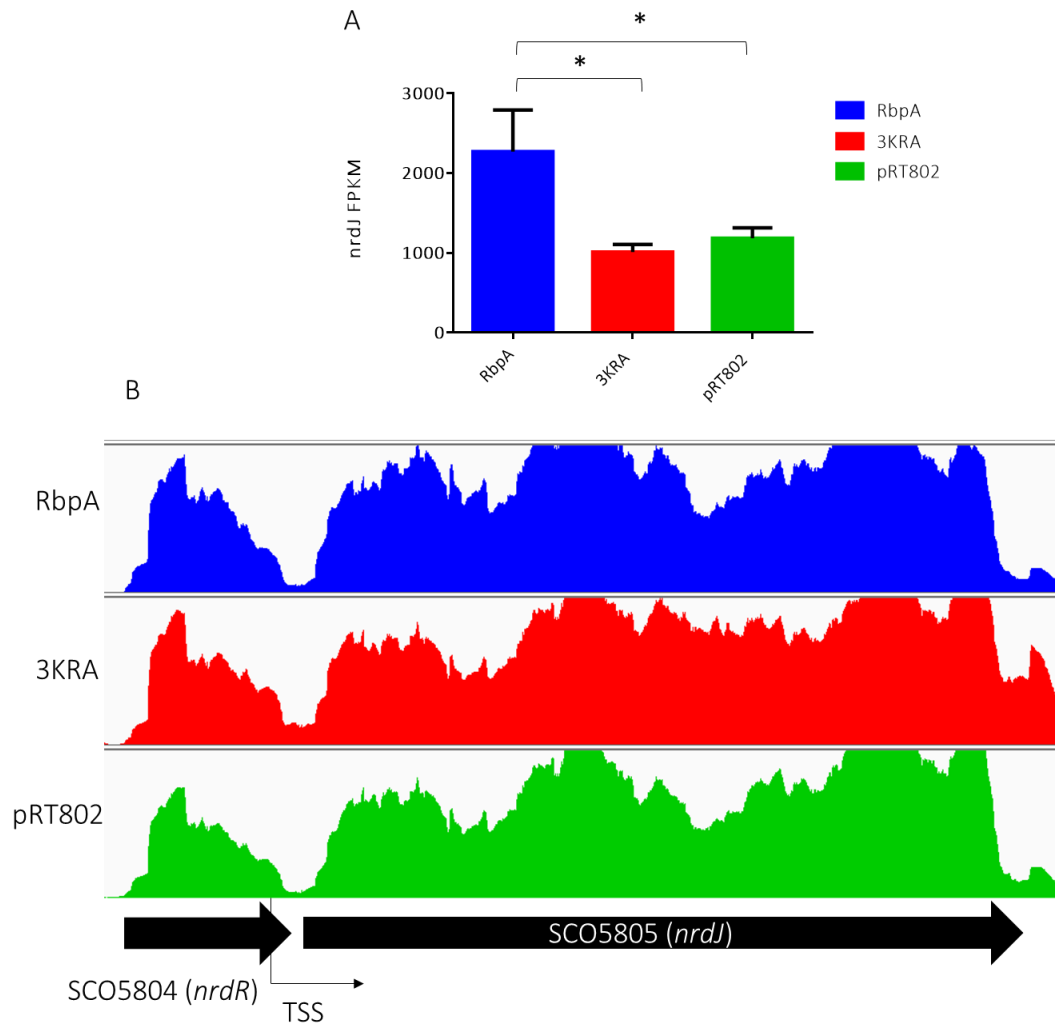 A
*
*
3000
2000
1000
0
nrdJ FPKM
RbpA
3KRA
pRT802
RbpA
3KRA
pRT802
B
RbpA
3KRA
pRT802
SCO5805 (nrdJ)
SCO5804 (nrdR)
TSS